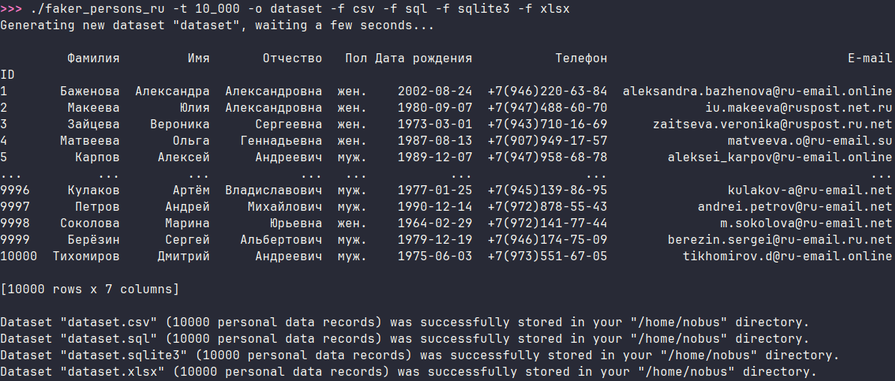 >>> ./faker_persons_ru -t 10_000 -o dataset -f csv -f sql -f sqlite3 -f xlsx
Generating new dataset "dataset", waiting a few seconds...
Фамилия Имя Отчество Пол Дата рождения Телефон E-mail
ID
1 Баженова Александра Александровна жен. 2002-08-24 +7(946)220-63-84 aleksandra.bazhenova@ru-email.online
2 Макеева Юлия Александровна жен. 1980-09-07 +7(947)488-60-70 iu.makeeva@ruspost.net.ru
3 Зайцева Вероника Сергеевна жен. 1973-03-01 +7(943)710-16-69 zaitseva.veronika@ruspost.ru.net
4 Матвеева Ольга Геннадьевна жен. 1987-08-13 +7(907)949-17-57 matveeva.o@ru-email.su
5 Карпов Алексей Андреевич муж. 1989-12-07 +7(947)958-68-78 aleksei_karpov@ru-email.online
... ... ... ... ... ... ... ...
9996 Кулаков Артём Владиславович муж. 1977-01-25 +7(945)139-86-95 kulakov-a@ru-email.net
9997 Петров Андрей Михайлович муж. 1990-12-14 +7(972)878-55-43 andrei.petrov@ru-email.net
9998 Соколова Марина Юрьевна жен. 1964-02-29 +7(972)141-77-44 m.sokolova@ru-email.net
9999 Берёзин Сергей Альбертович муж. 1979-12-19 +7(946)174-75-09 berezin.sergei@ru-email.ru.net
10000 Тихомиров Дмитрий Андреевич муж. 1975-06-03 +7(973)551-67-05 tikhomirov.d@ru-email.online
[10000 rows x 7 columns]
Dataset "dataset.csv" (10000 personal data records) was successfully stored in your "/home/nobus" directory.
Dataset "dataset.sql" (10000 personal data records) was successfully stored in your "/home/nobus" directory.
Dataset "dataset.sqlite3" (10000 personal data records) was successfully stored in your "/home/nobus" directory.
Dataset "dataset.xlsx" (10000 personal data records) was successfully stored in your "/home/nobus" directory.